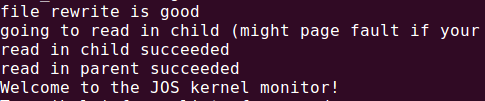 file rewrite is good
going to read in child (might page fault if your
read in child succeeded
read in parent succeeded
Welcome to the JOS kernel monitor!